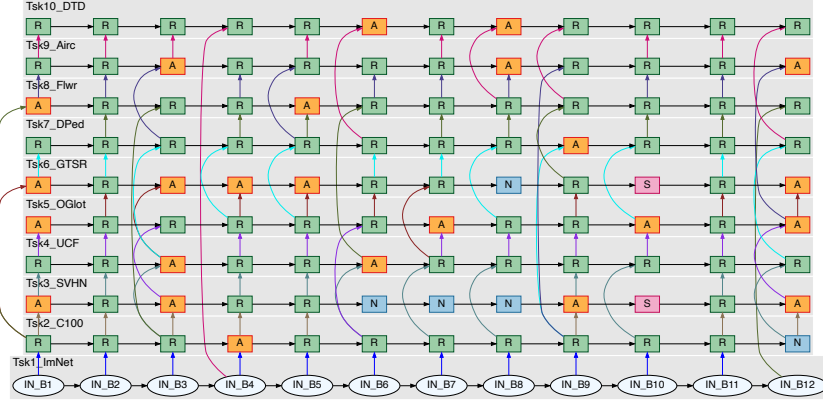 Tsk10_DTD
R R R R R A R A R R R R
Tsk9_Airc
R R A R R R R A R R R A
Tsk8_Flwr
A R R R A R R R R R R R
Tsk7_DPed
R R R R R R R R A R R R
Tsk6_GTSR
A R A A A R R N R S R A
Tsk5_OGlot
A R R R R R A R R A R A
Tsk4_UCF
R R A R R A R R R R R R
Tsk3_SVHN
A R A R R N N N A S R A
Tsk2_C100
R R R A R R R R R R R N
Tsk1_ImNet
IN_B1 IN_B2 IN_B3 IN_B4 IN_B5 IN_B6 IN_B7 IN_B8 IN_B9 IN_B10 IN_B11 IN_B12